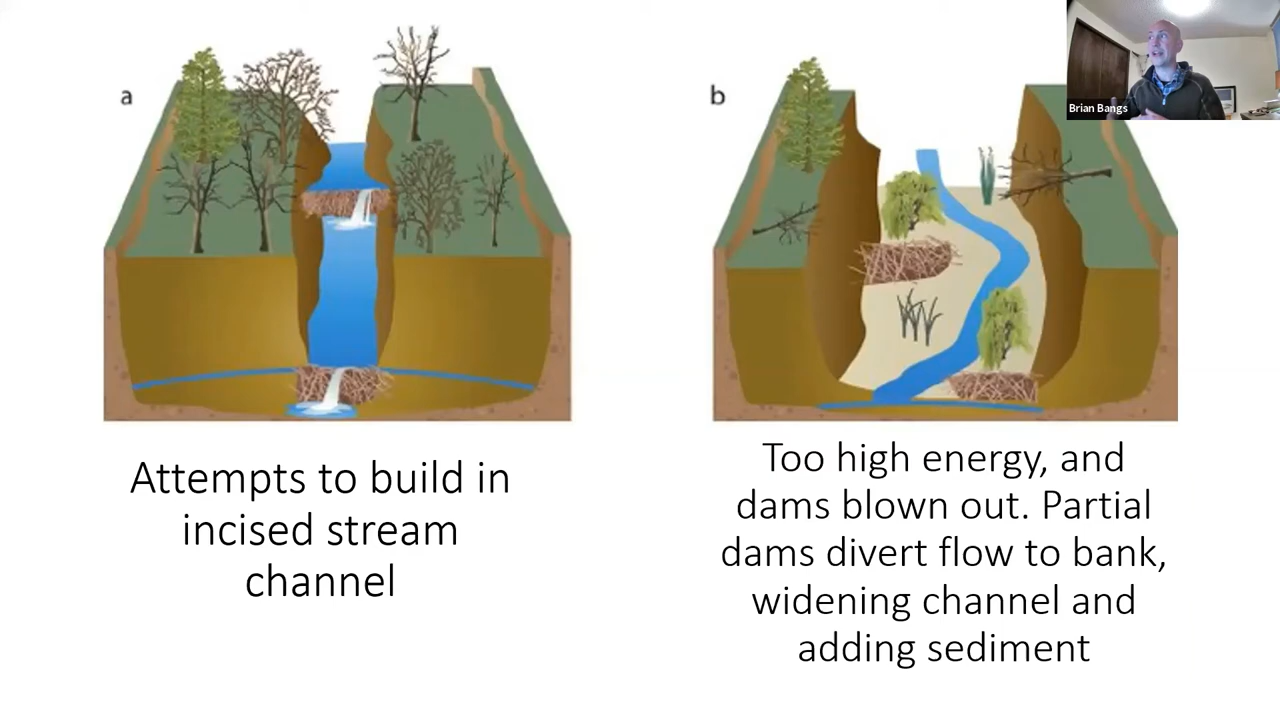 a
b
Brian Bangs
Attempts to build in
incised stream
channel
Too high energy, and
dams blown out. Partial
dams divert flow to bank,
widening channel and
adding sediment